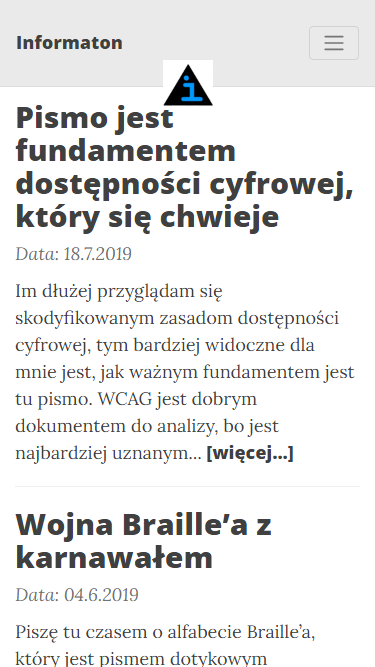 Informaton
i
Pismo jest
fundamentem
dostępności cyfrowej,
który się chwieje
Data: 18.7.2019
Im dłużej przyglądam się
skodyfikowanym zasadom dostępności
cyfrowej, tym bardziej widoczne dla
mnie jest, jak ważnym fundamentem jest
tu pismo. WCAG jest dobrym
dokumentem do analizy, bo jest
najbardziej uznanym... [więcej...]
Wojna Braille’a z
karnawałem
Data: 04.6.2019
Piszę tu czasem o alfabecie Braille’a,
który jest pismem dotykowym